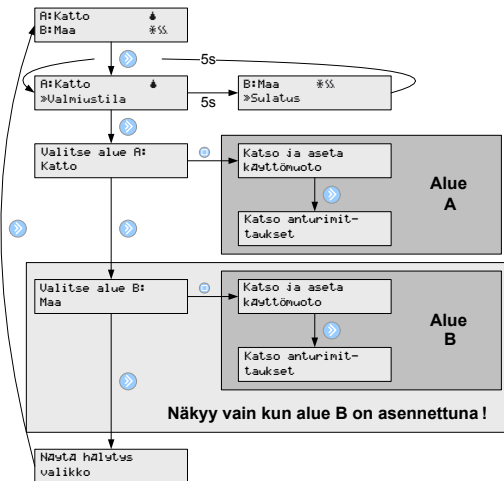 A:Katto
B:Maa
5s
A:Katto
»Valmiustila
5s
B:Maa
»Sulatus
Valitse alue A:
Katto
Katso ja aseta
käyttömuoto
Katso anturimit-
taukset
Alue
A
Valitse alue B:
Maa
Katso ja aseta
käyttömuoto
Katso anturimit-
taukset
Alue
B
Näkyy vain kun alue B on asennettuna !
Näytä hälytys
valikko